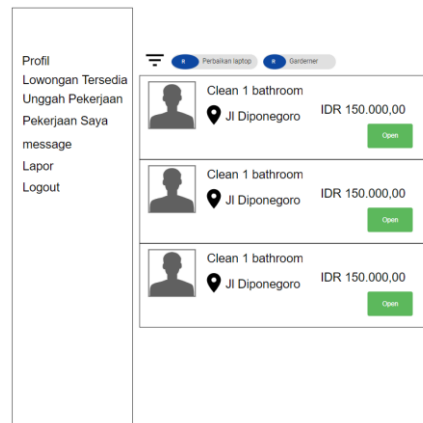 Profil
Lowongan Tersedia
Unggah Pekerjaan
Pekerjaan Saya
message
Lapor
Logout
R Perbaikan laptop R Garderner
Clean 1 bathroom
Jl Diponegoro
IDR 150.000,00
Open
Clean 1 bathroom
Jl Diponegoro
IDR 150.000,00
Open
Clean 1 bathroom
Jl Diponegoro
IDR 150.000,00
Open